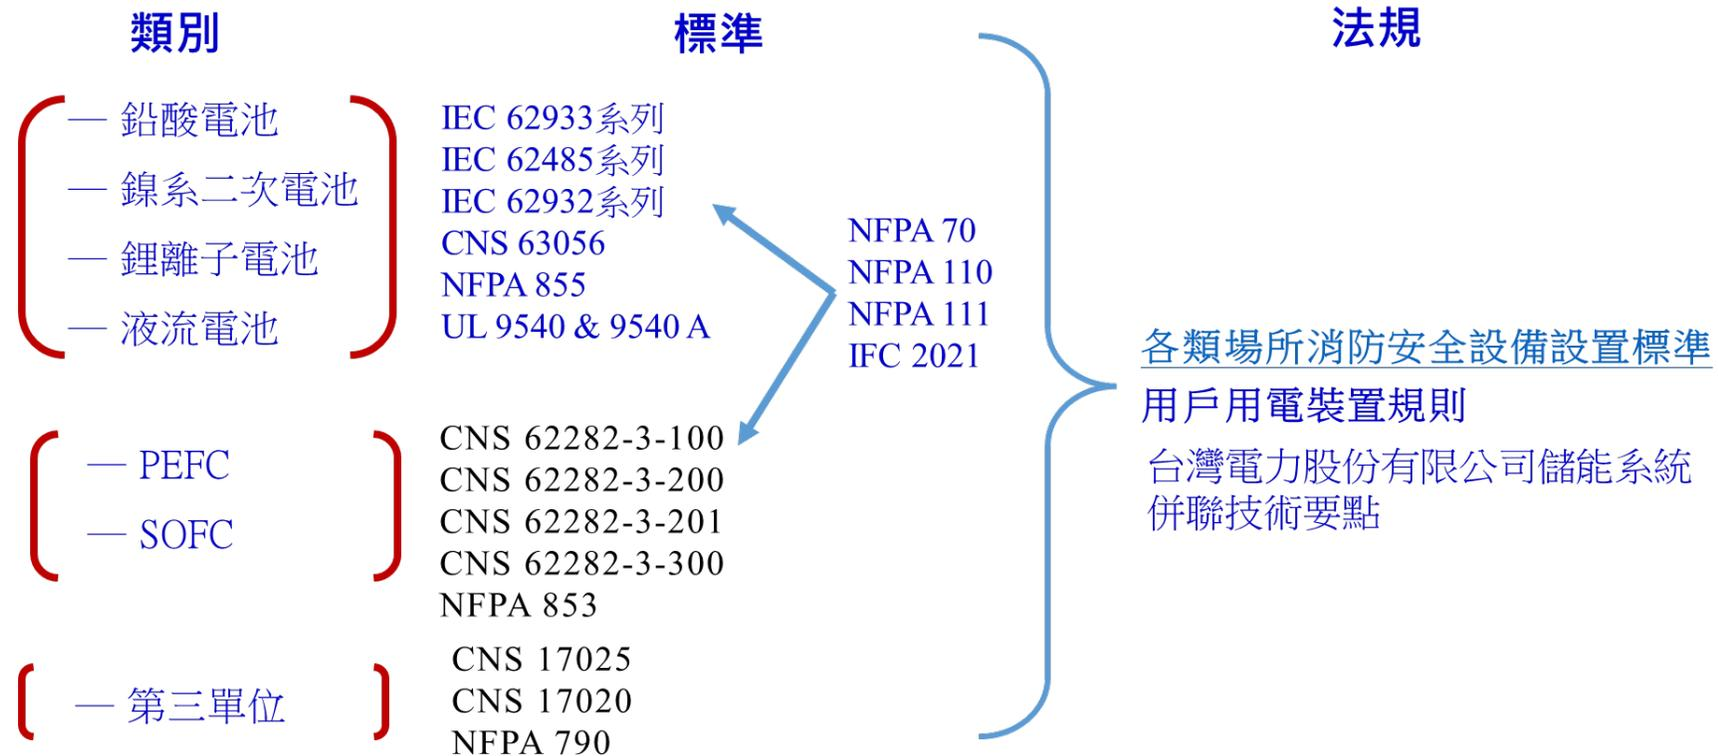 類別
標準
法規
— 鉛酸電池
— 鎳系二次電池
— 鋰離子電池
— 液流電池
IEC 62933系列
IEC 62485系列
IEC 62932系列
CNS 63056
NFPA 855
UL 9540 & 9540 A
NFPA 70
NFPA 110
NFPA 111
IFC 2021
— PEFC
— SOFC
CNS 62282-3-100
CNS 62282-3-200
CNS 62282-3-201
CNS 62282-3-300
NFPA 853
— 第三單位
CNS 17025
CNS 17020
NFPA 790
各類場所消防安全設備設置標準
用戶用電裝置規則
台灣電力股份有限公司儲能系統
併聯技術要點